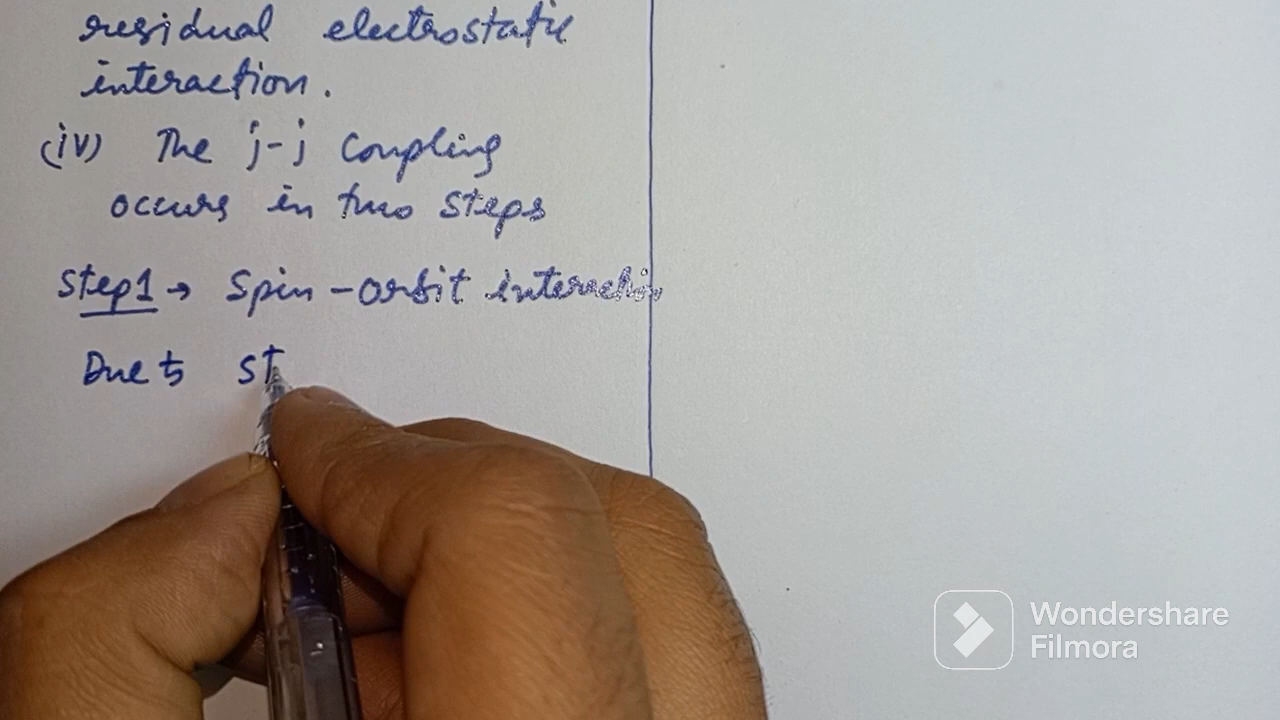 residual electrostatic
interaction.
(iv) The j-j coupling
occurs in two steps
Step1 → Spin-orbit interaction
Due to st
Wondershare
Filmora